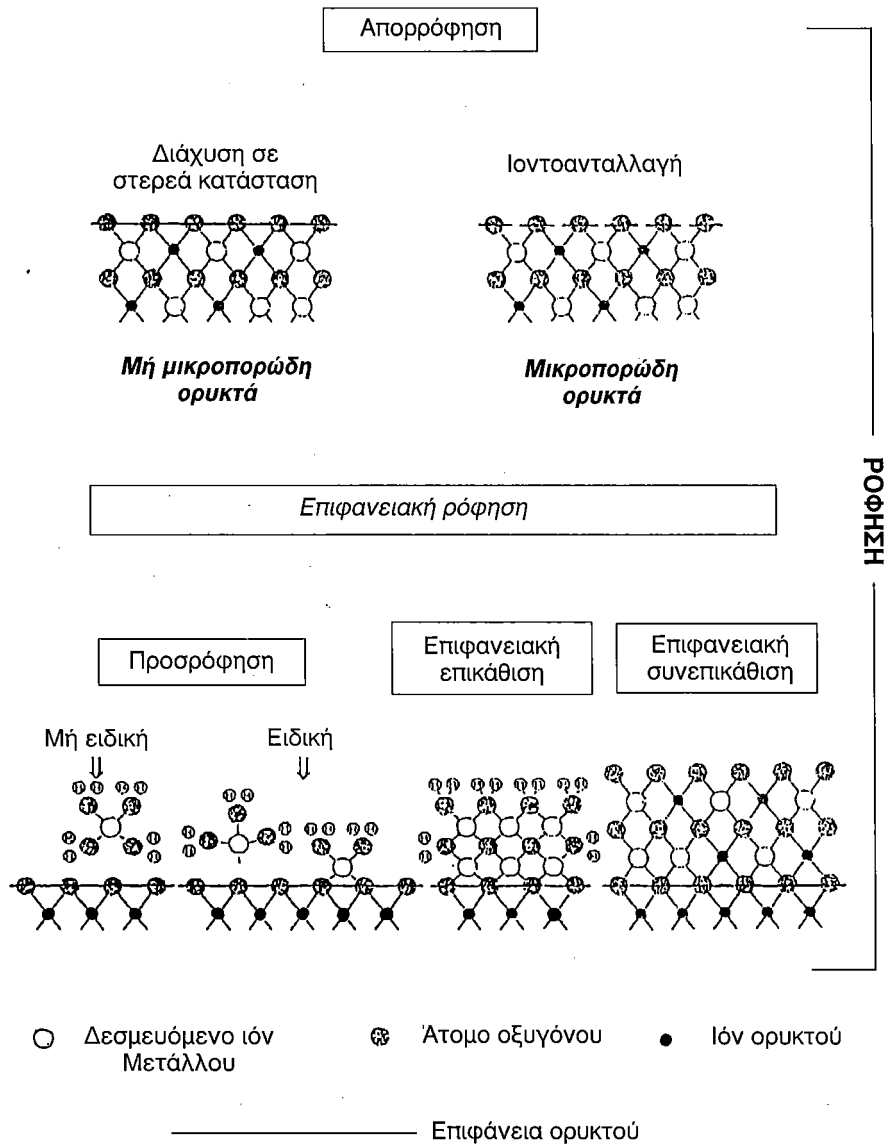 Απορρόφηση
Διάχυση σε
στερεά κατάσταση
Ιοντοανταλλαγή
Μή μικροπορώδη
ορυκτά
Μικροπορώδη
ορυκτά
ΡΟΦΗΣΗ
Επιφανειακή ρόφηση
Προσρόφηση
Επιφανειακή
επικάθιση
Επιφανειακή
συνεπικάθιση
Μή ειδική
Ειδική
Δεσμευόμενο ιόν
Μετάλλου
Άτομο οξυγόνου
Ιόν ορυκτού
Επιφάνεια ορυκτού